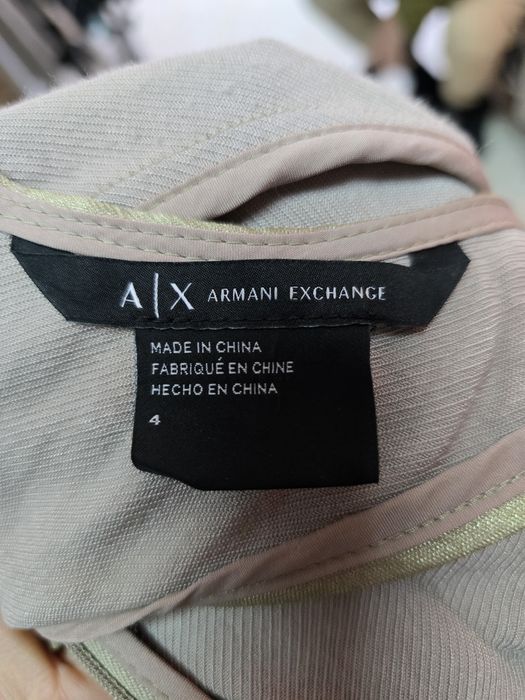 A|X ARMANI EXCHANGE
MADE IN CHINA
FABRIQUÉ EN CHINE
HECHO EN CHINA
4